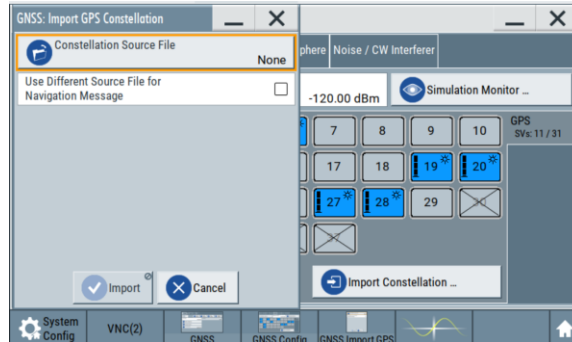 GNSS: Import GPS Constellation
Constellation Source File
None
Use Different Source File for
Navigation Message
Import
Cancel
phere
Noise / CW Interferer
-120.00 dBm
Simulation Monitor ...
GPS
SVs: 11 / 31
7
8
9
10
17
18
19
20
27
28
29
Import Constellation ...
System
Config
VNC(2)
GNSS
GNSS Config
GNSS Import GPS